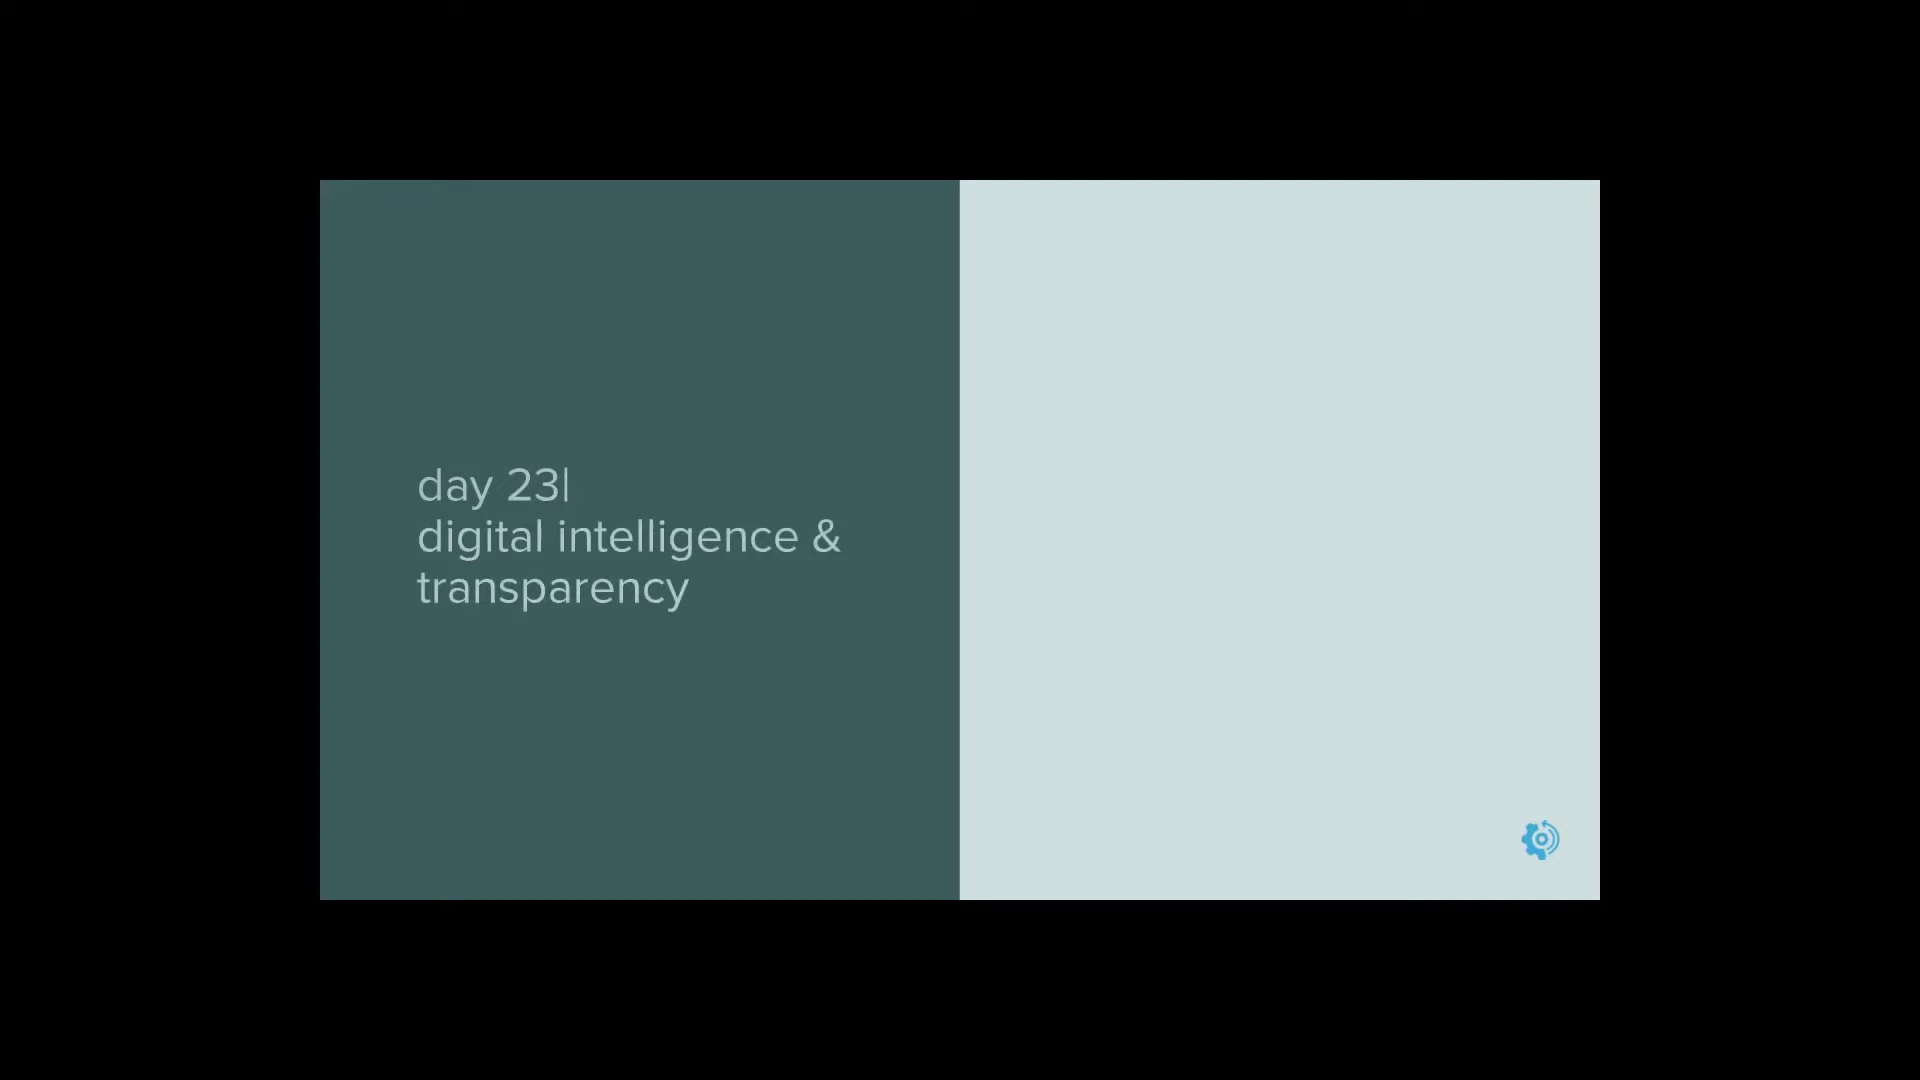 day 23|
digital intelligence &
transparency